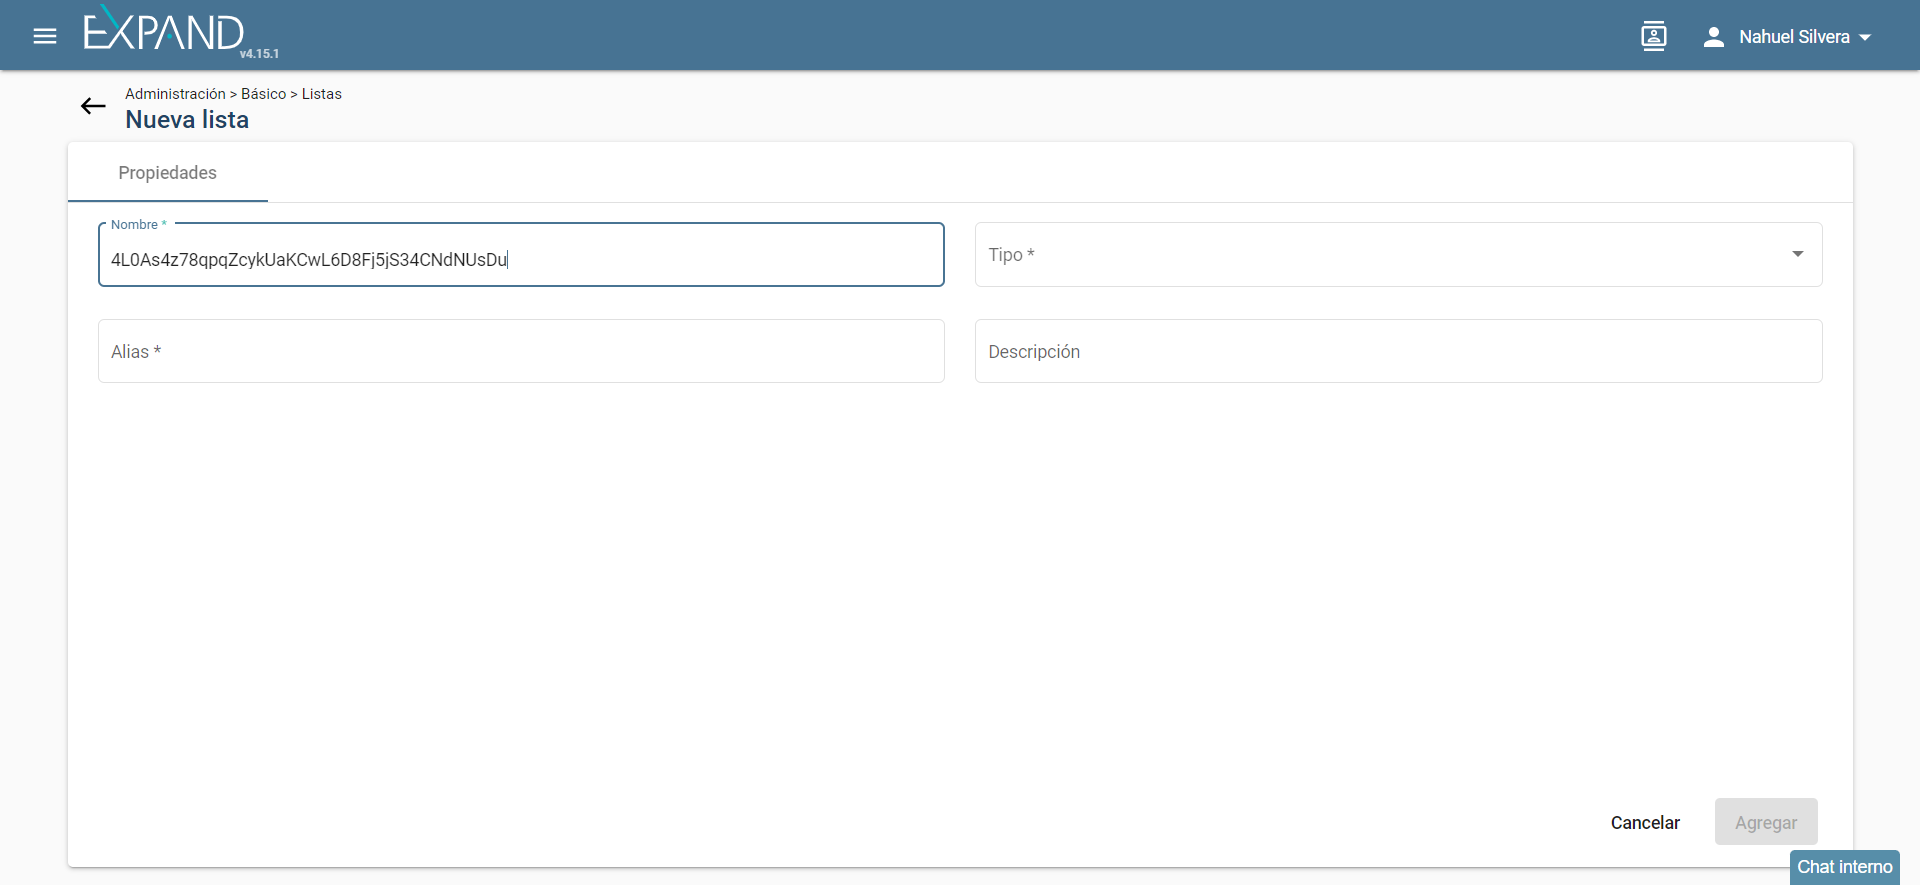 EXPAND
v4.15.1
Nahuel Silvera
Administración > Básico > Listas
Nueva lista
Propiedades
Nombre *
4L0As4z78qpqZcykUaKCwL6D8Fj5jS34CNdNUsDu
Tipo *
Alias *
Descripción
Cancelar
Agregar
Chat interno